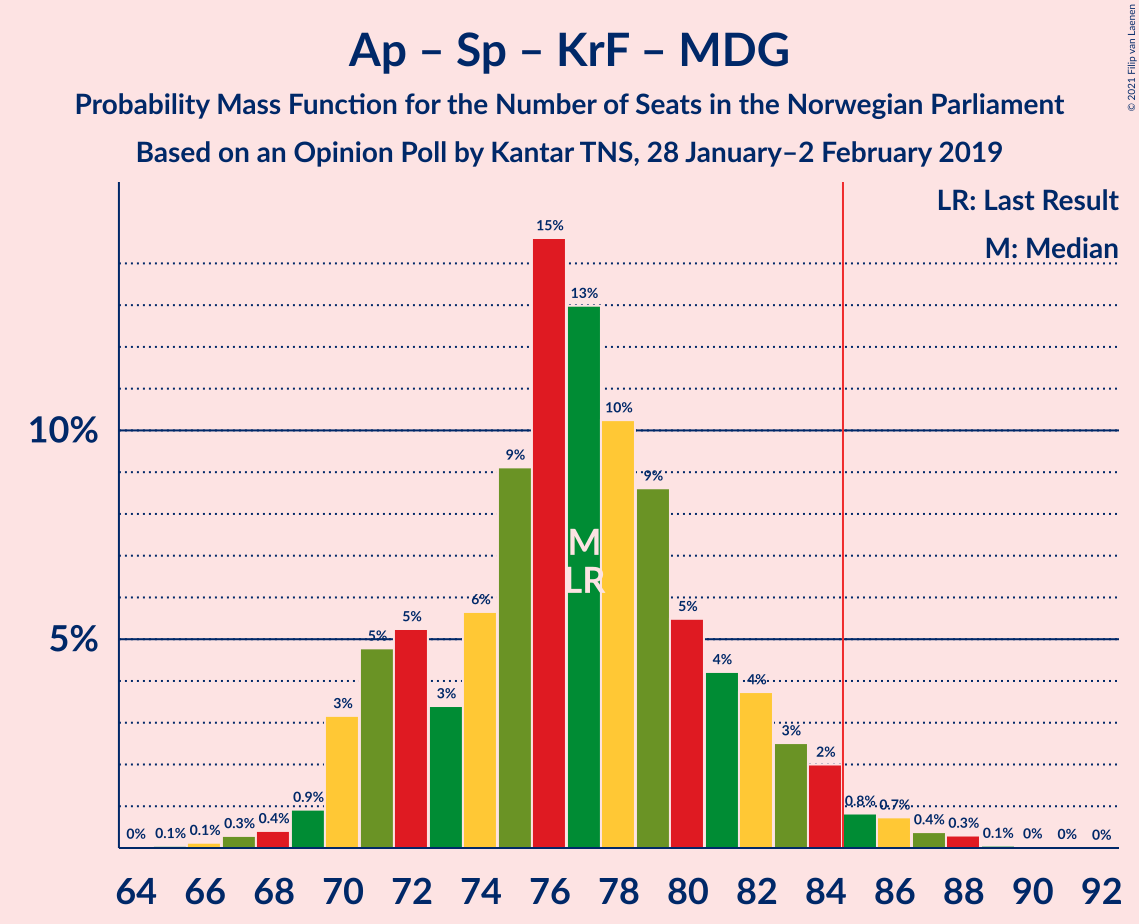 Ap – Sp – KrF – MDG
Probability Mass Function for the Number of Seats in the Norwegian Parliament
Based on an Opinion Poll by Kantar TNS, 28 January–2 February 2019
© 2021 Filip van Laenen
LR: Last Result
M: Median
10%
5%
0% 0.1% 0.1% 0.3% 0.4% 0.9% 3% 5% 5% 3% 6% 9% 15% 13% 10% 9% 5% 4% 4% 3% 2% 0.8% 0.7% 0.4% 0.3% 0.1% 0% 0% 0%
M
LR
64 66 68 70 72 74 76 78 80 82 84 86 88 90 92